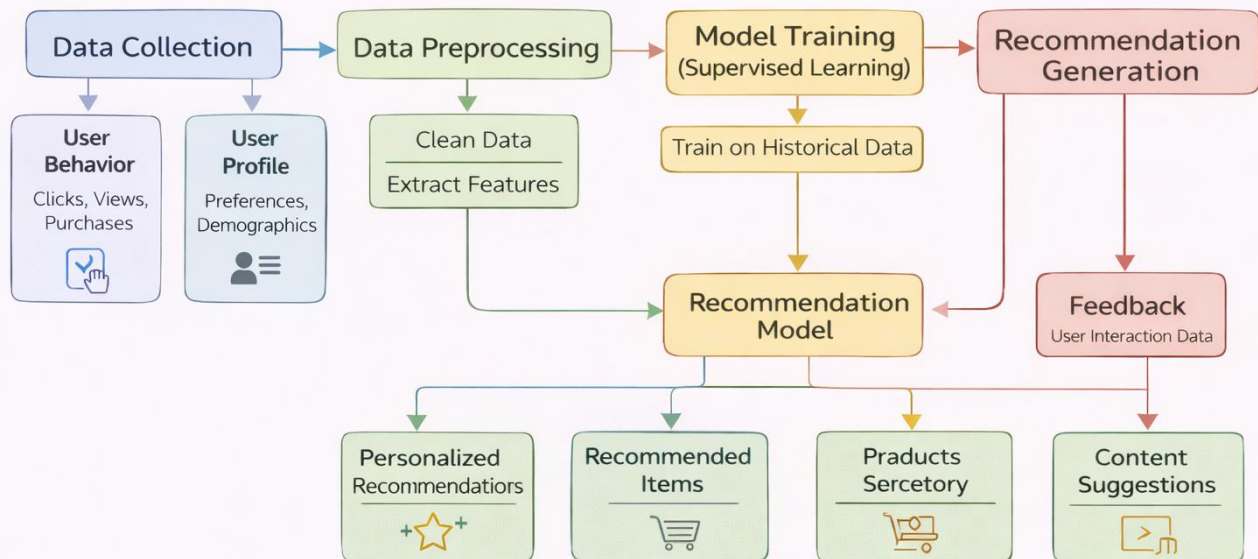 Data Collection
Data Preprocessing
Model Training
(Supervised Learning)
Recommendation
Generation
User
Behavior
Clicks, Views,
Purchases
User
Profile
Preferences,
Demographics
Clean Data
Extract Features
Train on Historical Data
Recommendation
Model
Feedback
User Interaction Data
Personalized
Recommendatiors
Recommended
Items
Praducts
Sercetory
Content
Suggestions